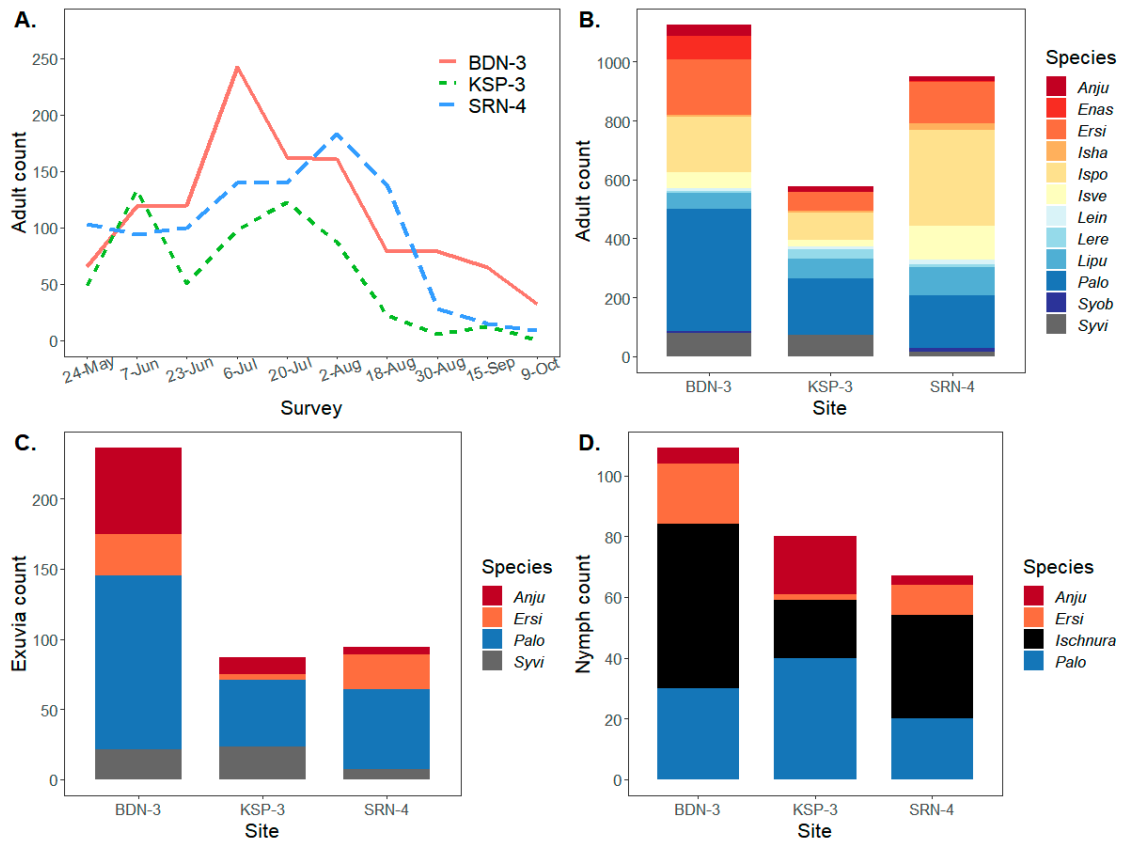 A.
Adult count
250
200
150
100
50
0
BDN-3
KSP-3
SRN-4
24-May
7-Jun
23-Jun
6-Jul
20-Jul
2-Aug
18-Aug
30-Aug
15-Sep
9-Oct
Survey
B.
Adult count
1000
800
600
400
200
0
BDN-3
KSP-3
SRN-4
Site
Species
Anju
Enas
Ersi
Isha
Ispo
Isve
Lein
Lere
Lipu
Palo
Syob
Syvi
C.
Exuvia count
200
150
100
50
0
BDN-3
KSP-3
SRN-4
Site
Species
Anju
Ersi
Palo
Syvi
D.
Nymph count
100
80
60
40
20
0
BDN-3
KSP-3
SRN-4
Site
Species
Anju
Ersi
Ischnura
Palo